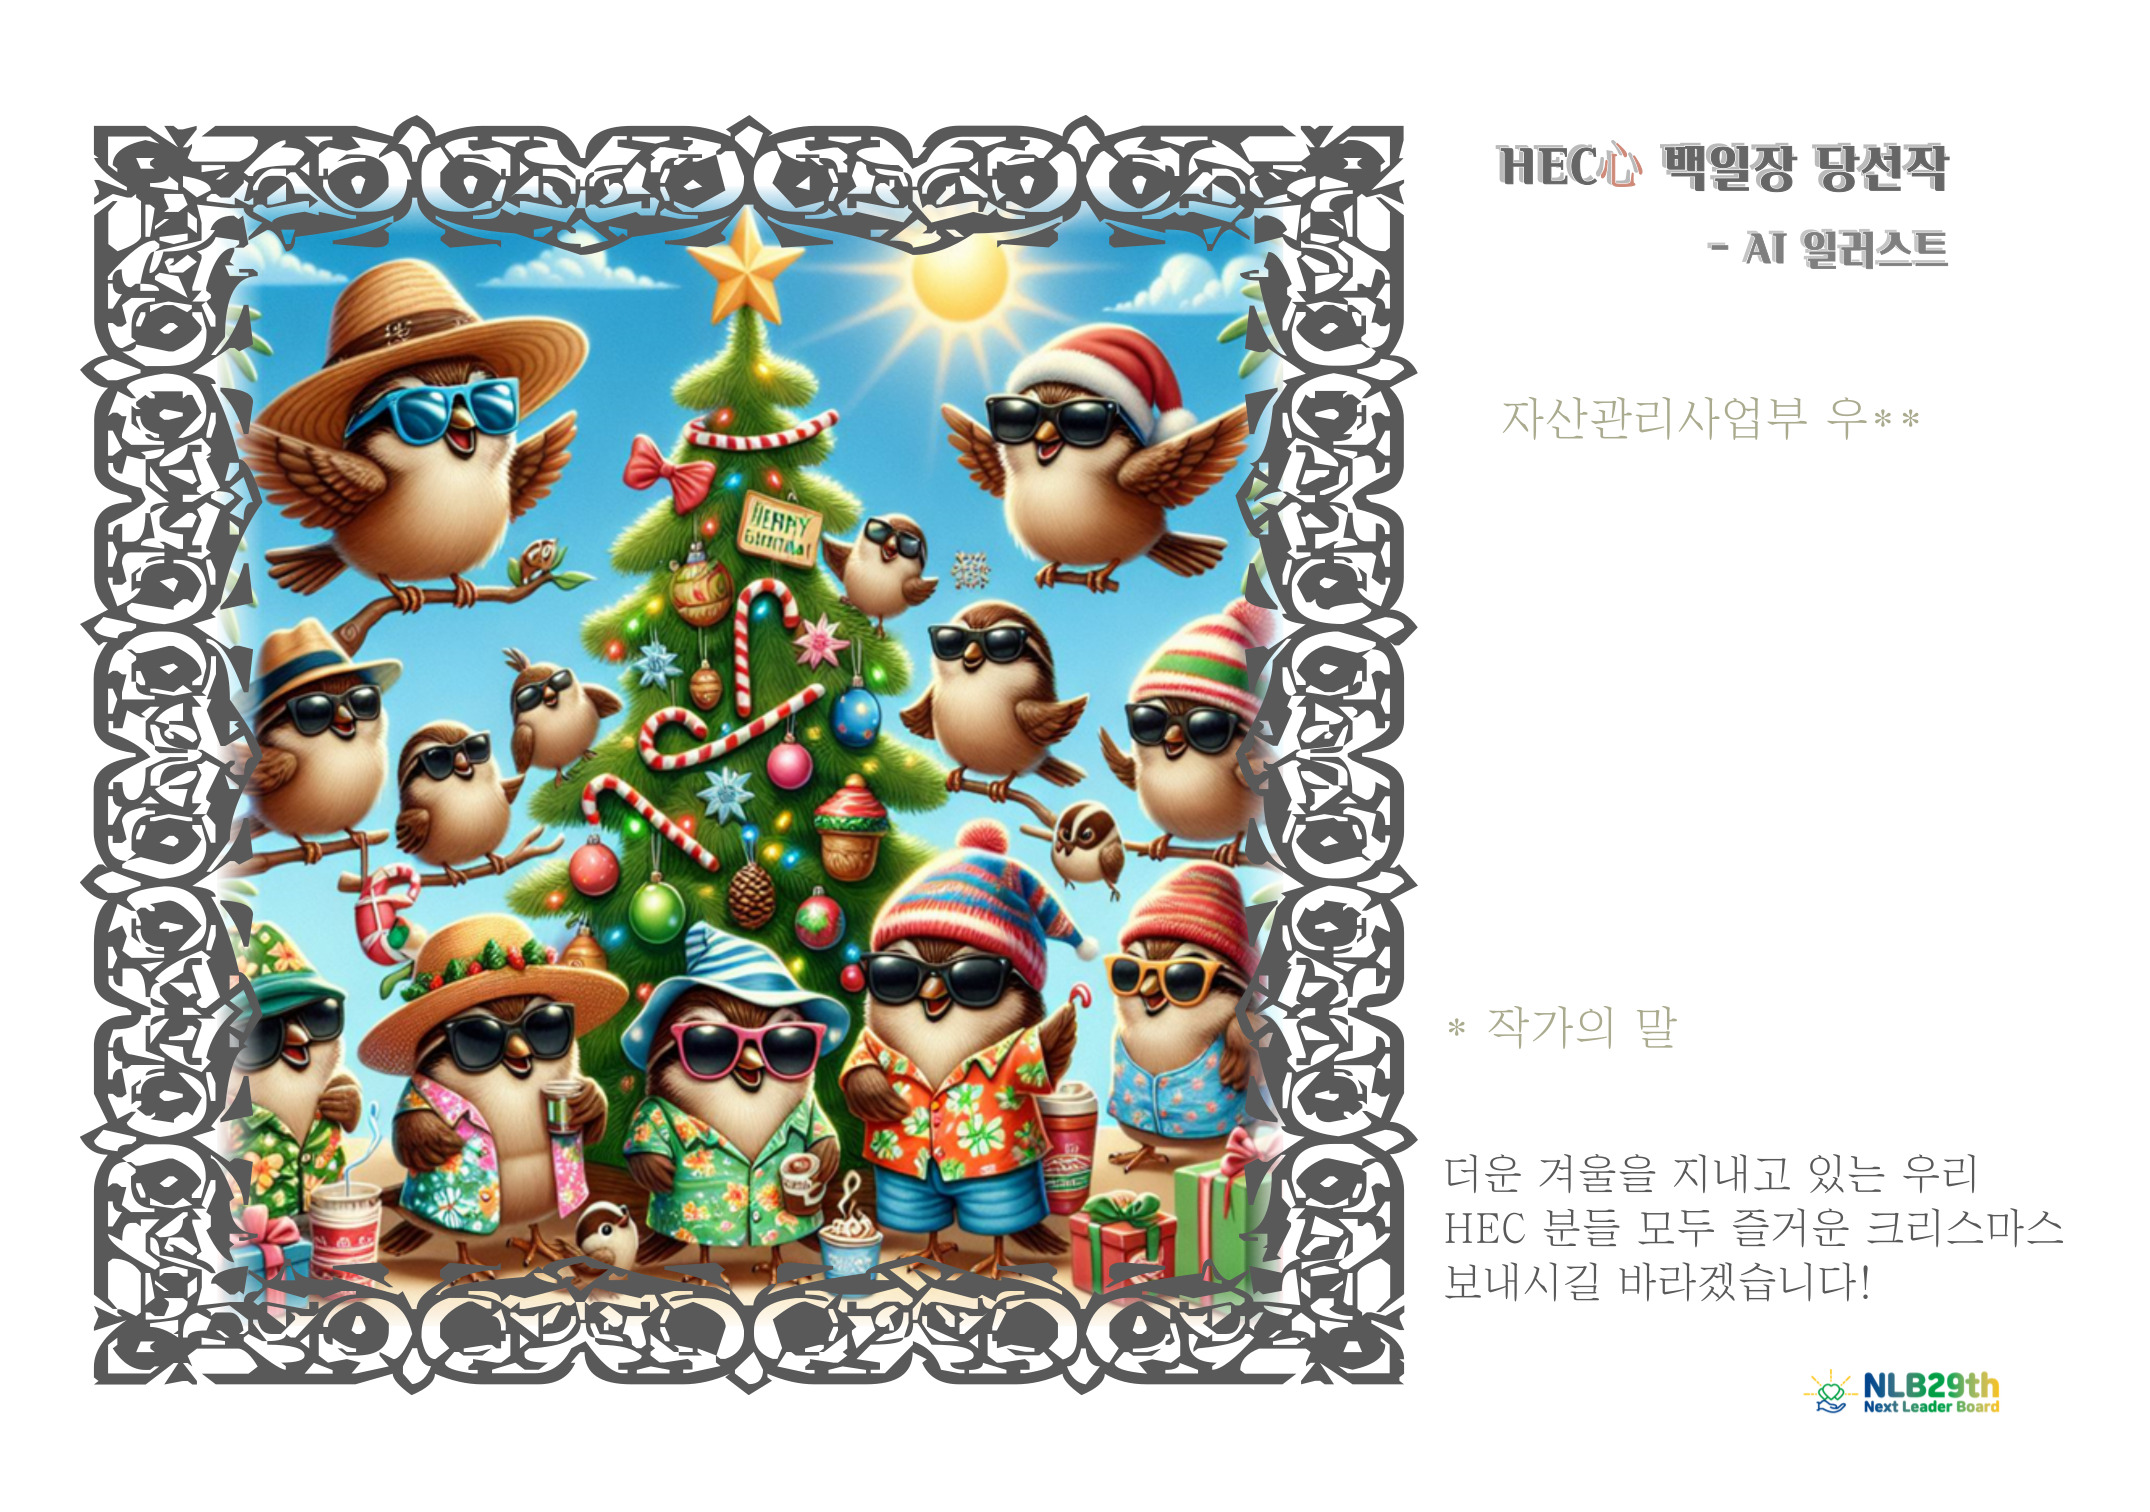 HEC心 백일장 당선작
- AI 일러스트
자산관리사업부 우**
* 작가의 말
더운 겨울을 지내고 있는 우리
HEC 분들 모두 즐거운 크리스마스
보내시길 바라겠습니다!
NLB29th
Next Leader Board